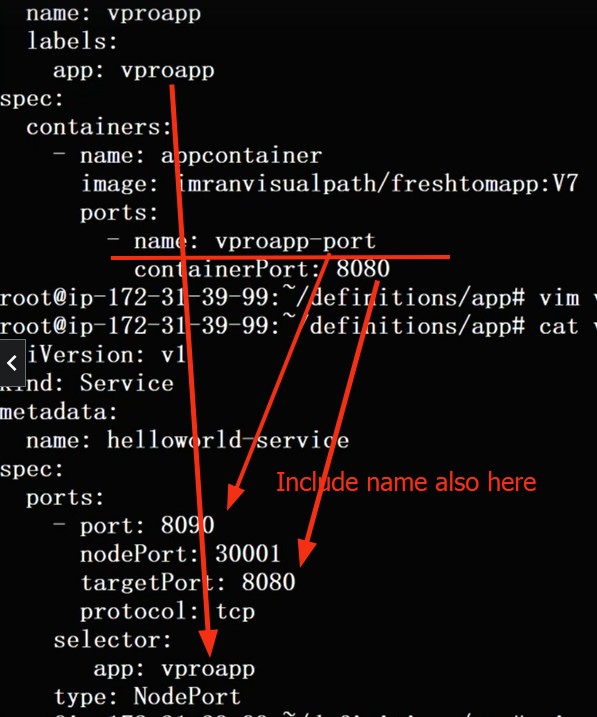 name: vproapp
labels:
app: vproapp
spec:
containers:
- name: appcontainer
image: imranvisualpath/freshtomapp:V7
ports:
- name: vproapp-port
containerPort: 8080
root@ip-172-31-39-99:~/definitions/app# vim v
root@ip-172-31-39-99:~/definitions/app# cat v
iVersion: v1
kind: Service
metadata:
name: helloworld-service
spec:
Include name also here
ports:
- port: 8090
nodePort: 30001
targetPort: 8080
protocol: tcp
selector:
app: vproapp
type: NodePort